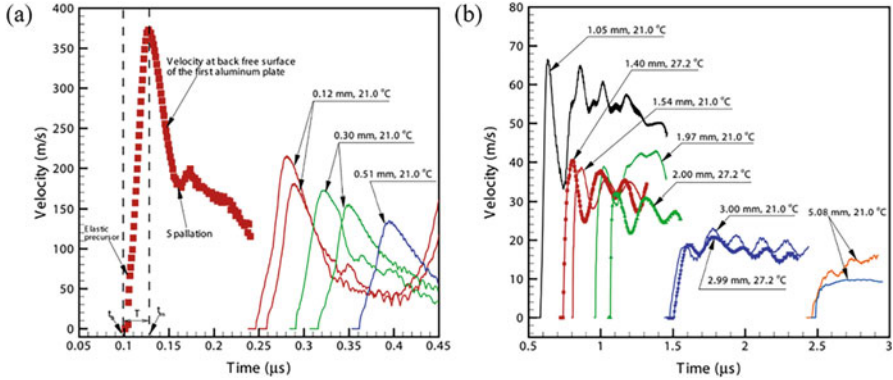 (a)
400
350
300
250
200
150
100
50
0
Velocity (m/s)
Velocity at back free surface
of the first aluminum plate
0.12 mm, 21.0 °C
0.30 mm, 21.0 °C
0.51 mm, 21.0 °C
Elastic
precursor
Spallation
T
0.1
0.15
0.2
0.25
0.3
0.35
0.4
0.45
Time (μs)
(b)
80
70
60
50
40
30
20
10
0
Velocity (m/s)
1.05 mm, 21.0 °C
1.40 mm, 27.2 °C
1.54 mm, 21.0 °C
1.97 mm, 21.0 °C
2.00 mm, 27.2 °C
3.00 mm, 21.0 °C
5.08 mm, 21.0 °C
2.99 mm, 27.2 °C
0.5
1
1.5
2
2.5
3
Time (μs)